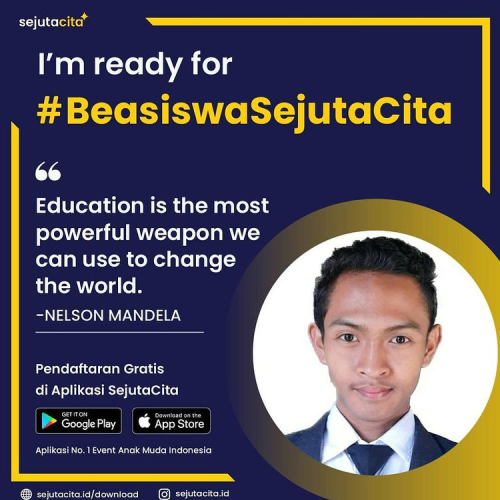 sejutacita
I'm ready for
#BeasiswaSejutaCita
“
Education is the most
powerful weapon we
can use to change
the world.
-NELSON MANDELA
Pendaftaran Gratis
di Aplikasi SejutaCita
GET IT ON
Google Play
Download on the
App Store
Aplikasi No. 1 Event Anak Muda Indonesia
sejutacita.id/download
sejutacita.id